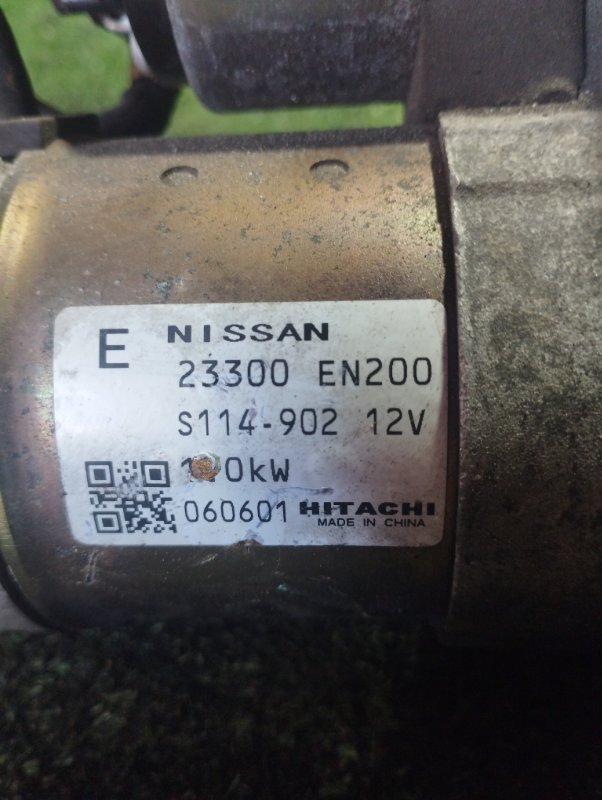 E NISSAN
23300 EN200
S114-902 12V
060601 HITACHI
MADE IN CHINA